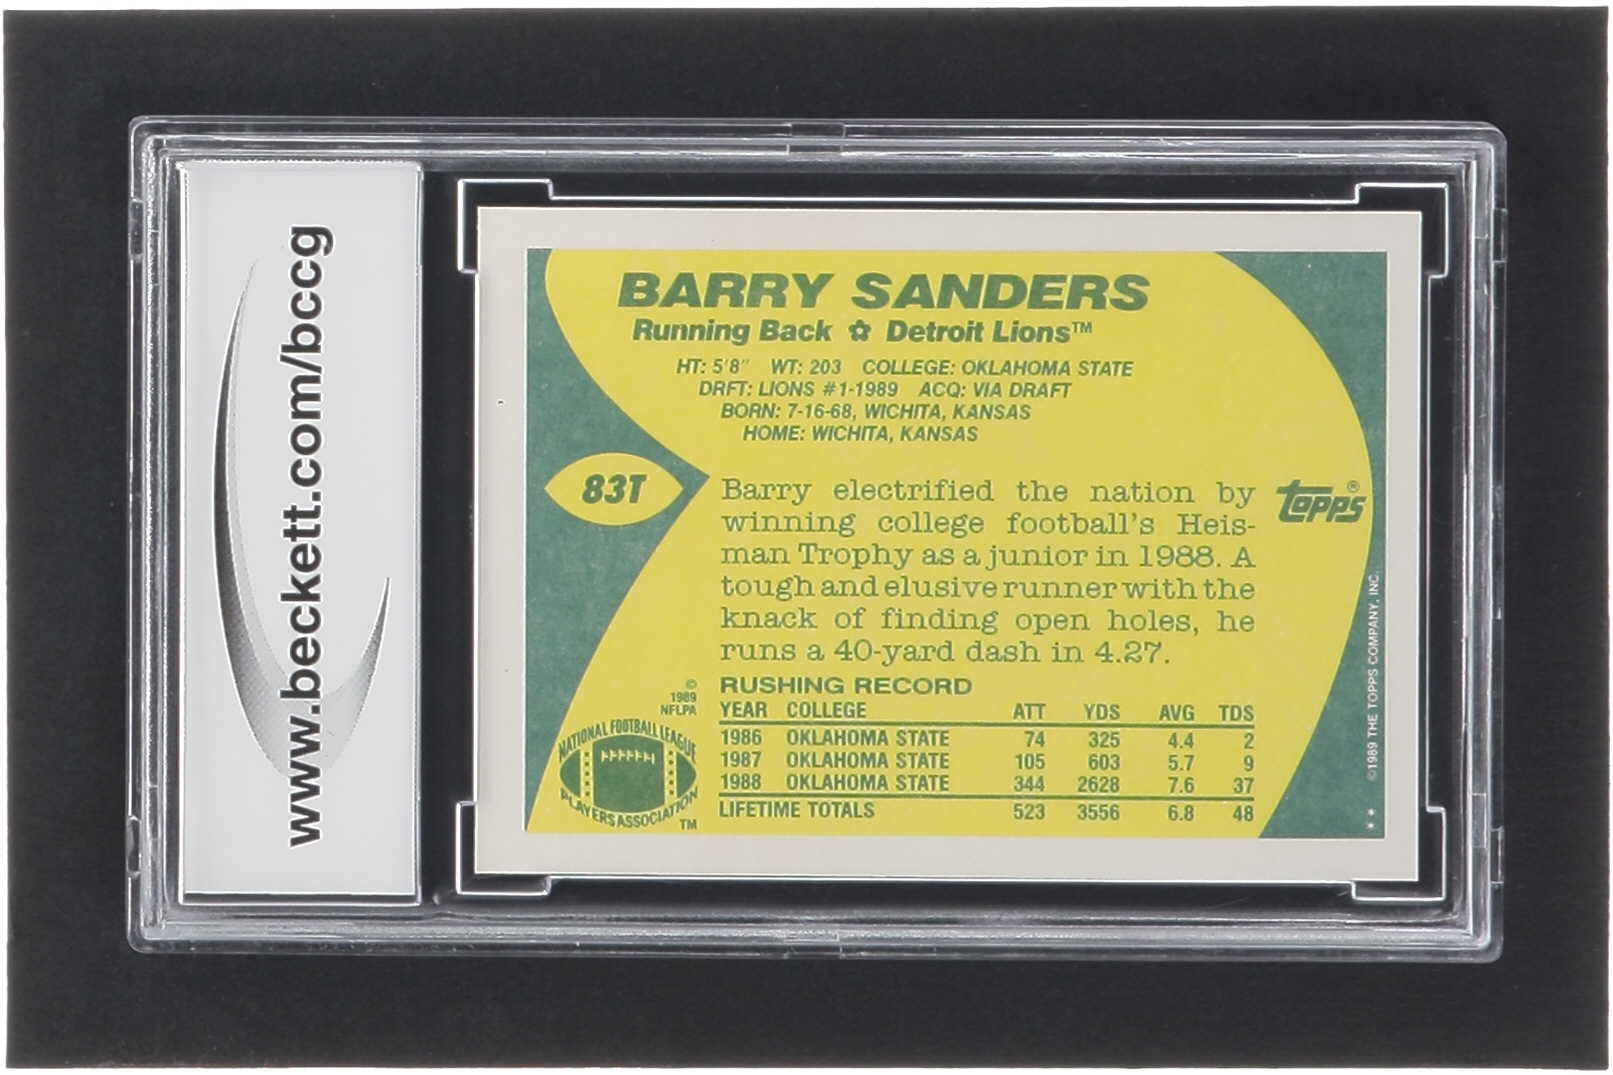 www.beckett.com/bccg
BARRY SANDERS
Running Back ✿ Detroit Lions™
HT: 5'8" WT: 203 COLLEGE: OKLAHOMA STATE
DRFT: LIONS #1-1989 ACQ: VIA DRAFT
BORN: 7-16-68, WICHITA, KANSAS
HOME: WICHITA, KANSAS
83T
Barry electrified the nation by
winning college football's Heis-
man Trophy as a junior in 1988. A
tough and elusive runner with the
knack of finding open holes, he
runs a 40-yard dash in 4.27.
TOPPS®
RUSHING RECORD
YEAR COLLEGE ATT YDS AVG TDS
1986 OKLAHOMA STATE 74 325 4.4 2
1987 OKLAHOMA STATE 105 603 5.7 9
1988 OKLAHOMA STATE 344 2628 7.6 37
LIFETIME TOTALS 523 3556 6.8 48
©
1989
NFLPA
NATIONAL FOOTBALL LEAGUE
PLAYERS ASSOCIATION
TM
©1989 THE TOPPS COMPANY, INC.
**